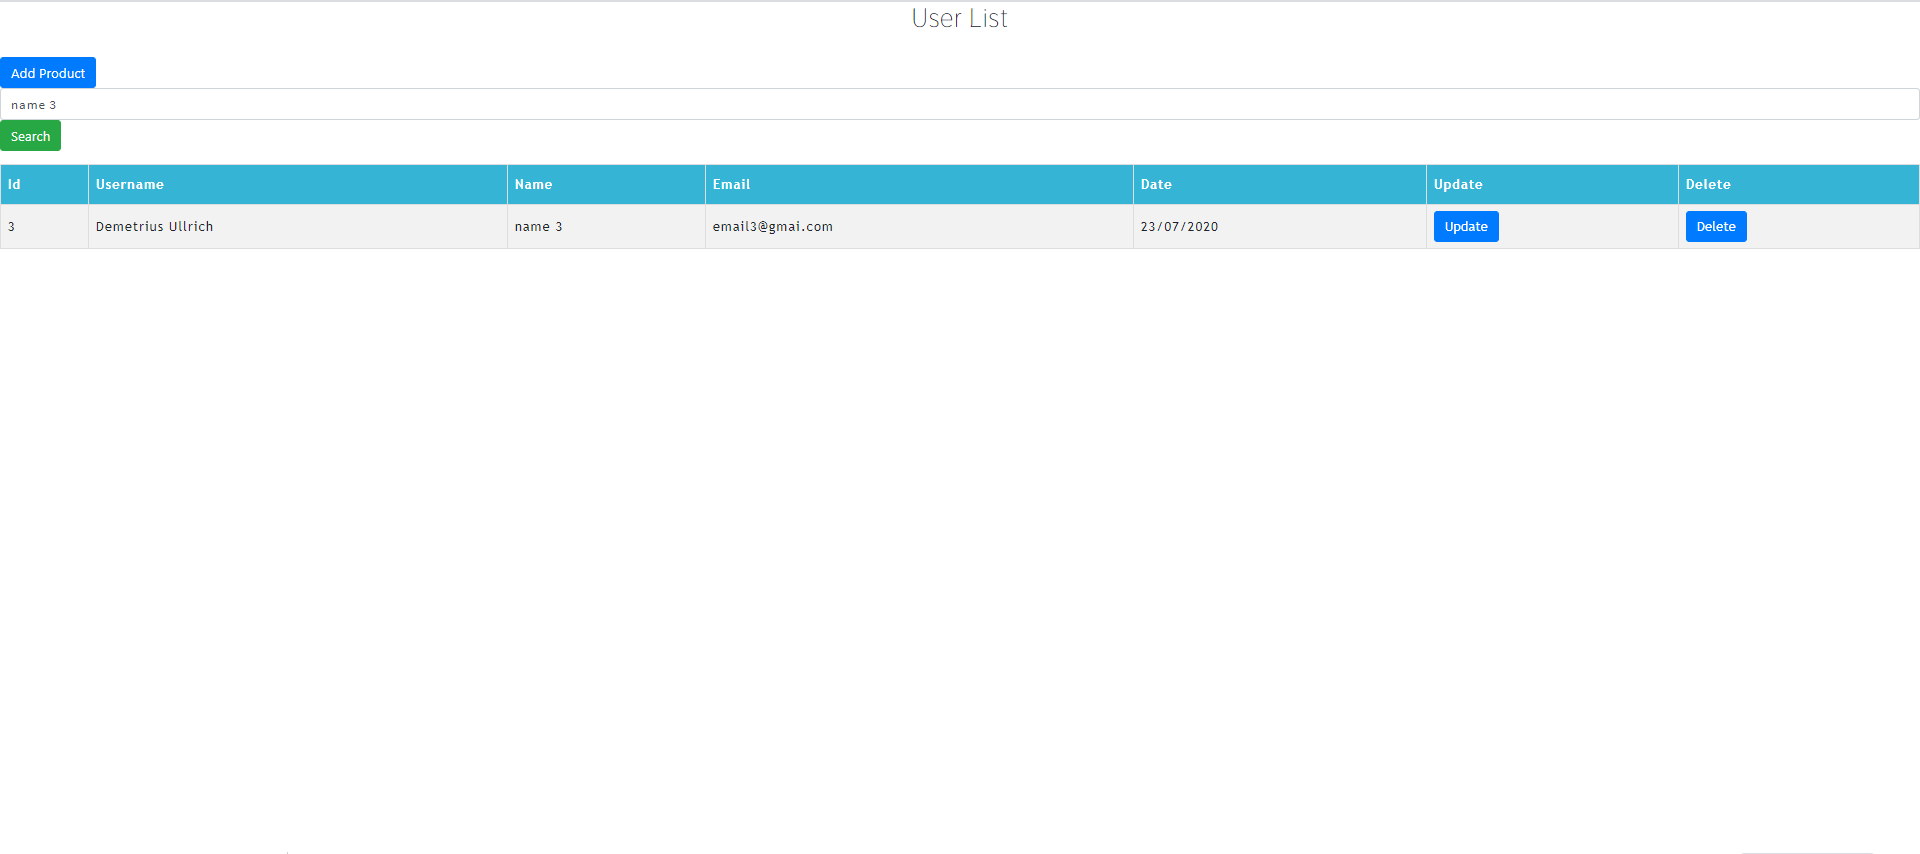 User List
Add Product
name 3
Search
Id Username Name Email Date Update Delete
3 Demetrius Ullrich name 3 email3@gmai.com 23/07/2020 Update Delete